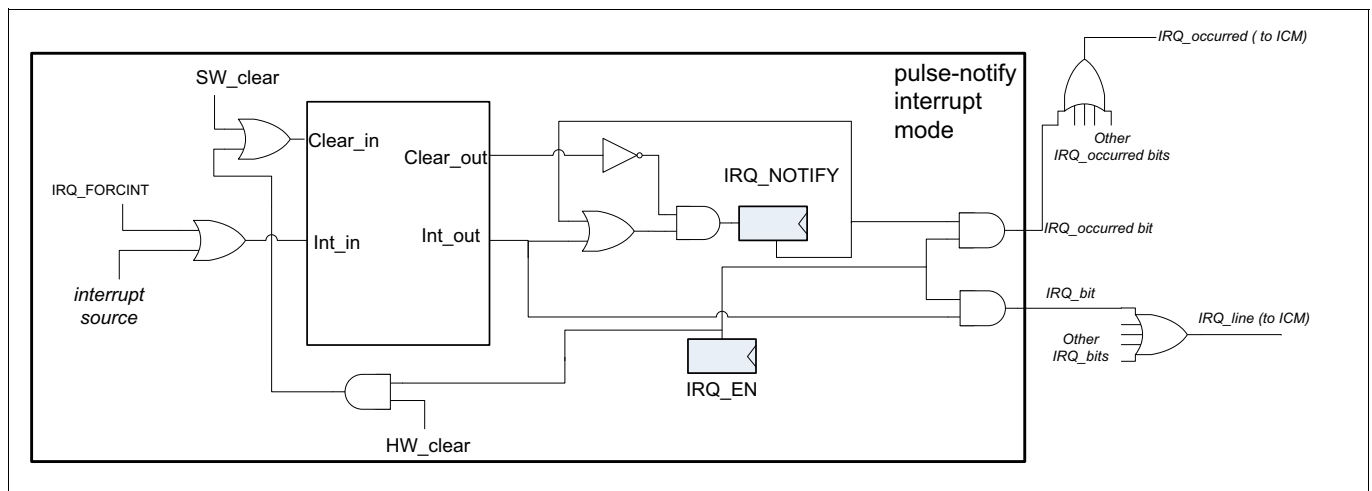 IRQ_occurred ( to ICM)
pulse-notify
interrupt
mode
SW_clear
Clear_in
Clear_out
Other
IRQ_occurred bits
IRQ_NOTIFY
IRQ_FORCINT
Int_in
Int_out
IRQ_occurred bit
interrupt
source
IRQ_bit
IRQ_line (to ICM)
Other
IRQ_bits
IRQ_EN
HW_clear